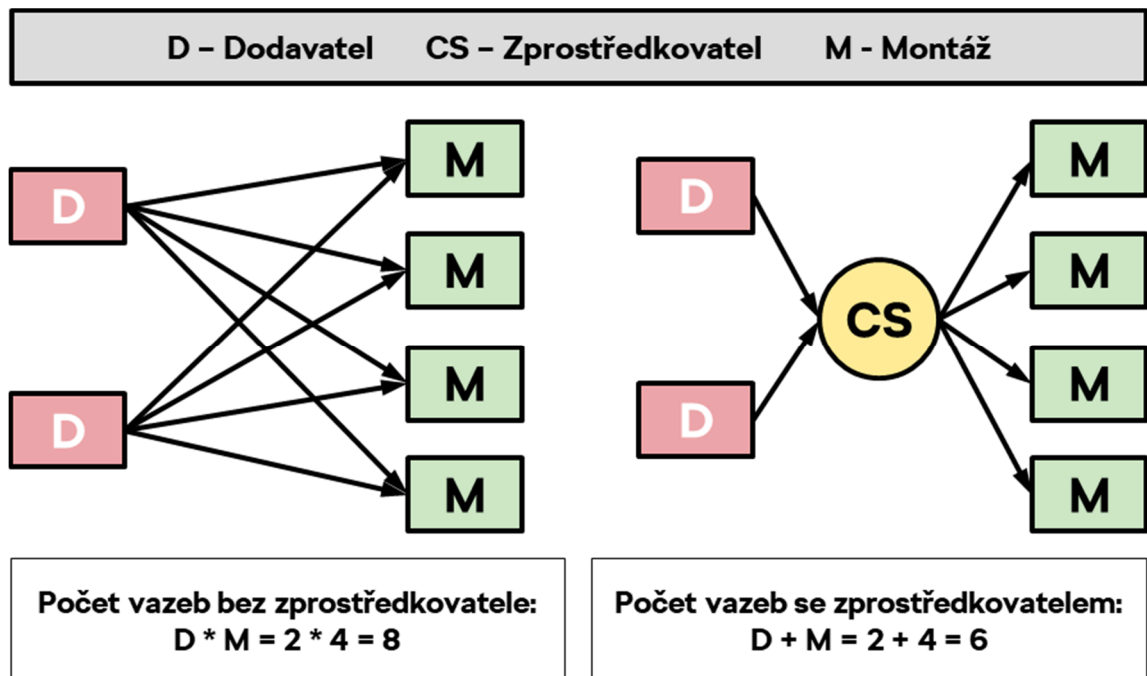 D – Dodavatel CS – Zprostředkovatel M - Montáž
D
D
M
M
M
M
D
D
CS
M
M
M
M
Počet vazeb bez zprostředkovatele:
D * M = 2 * 4 = 8
Počet vazeb se zprostředkovatelem:
D + M = 2 + 4 = 6